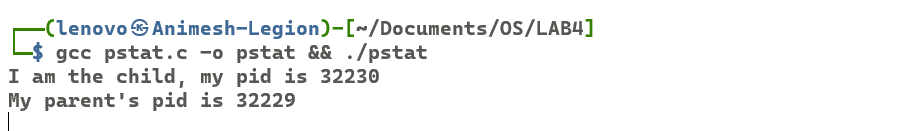 ┌──(lenovo㉿Animesh-Legion)-[~/Documents/OS/LAB4]
└─$ gcc pstat.c -o pstat && ./pstat
I am the child, my pid is 32230
My parent's pid is 32229